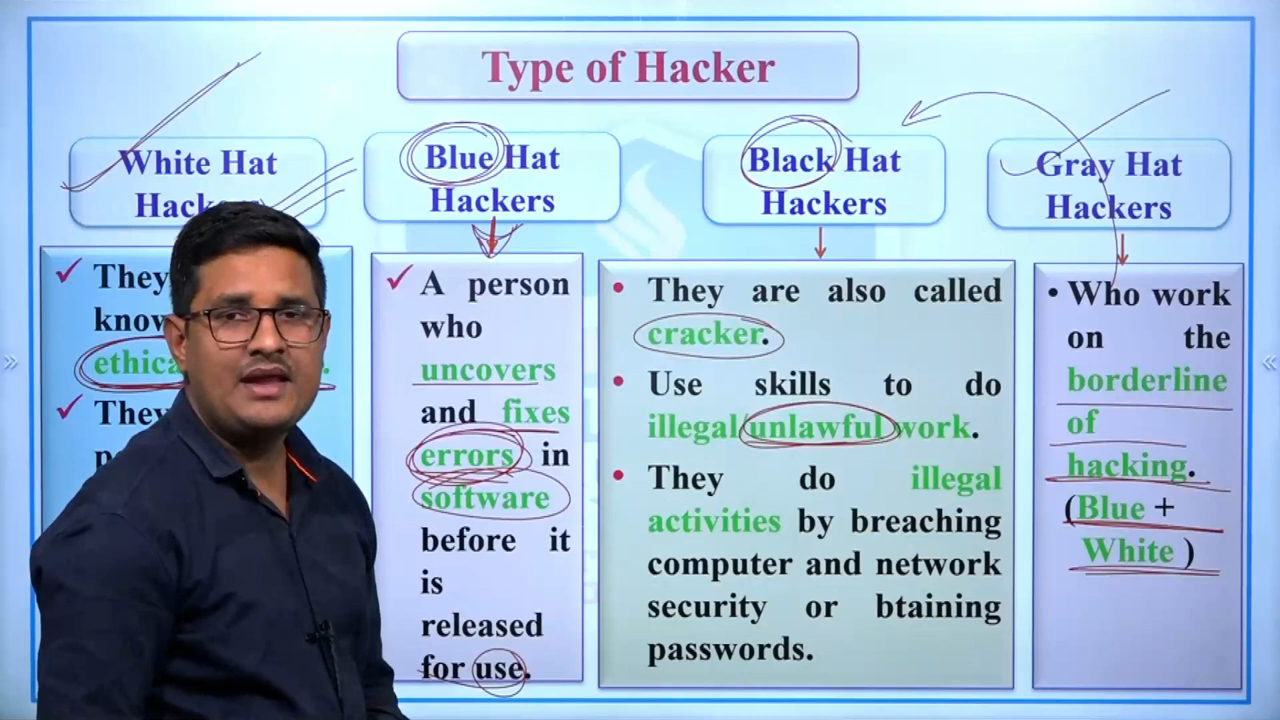 Type of Hacker
White Hat
Blue Hat
Hackers
Black Hat
Hackers
Gray Hat
Hackers
They
know
They
A person
who
uncovers
and fixes
errors in
software
before it
is
released
for use.
They are also called
cracker.
Use skills to do
illegal/unlawful work.
They do illegal
activities by breaching
computer and network
security or btaining
passwords.
Who work
on the
borderline
of
hacking.
(Blue +
White )